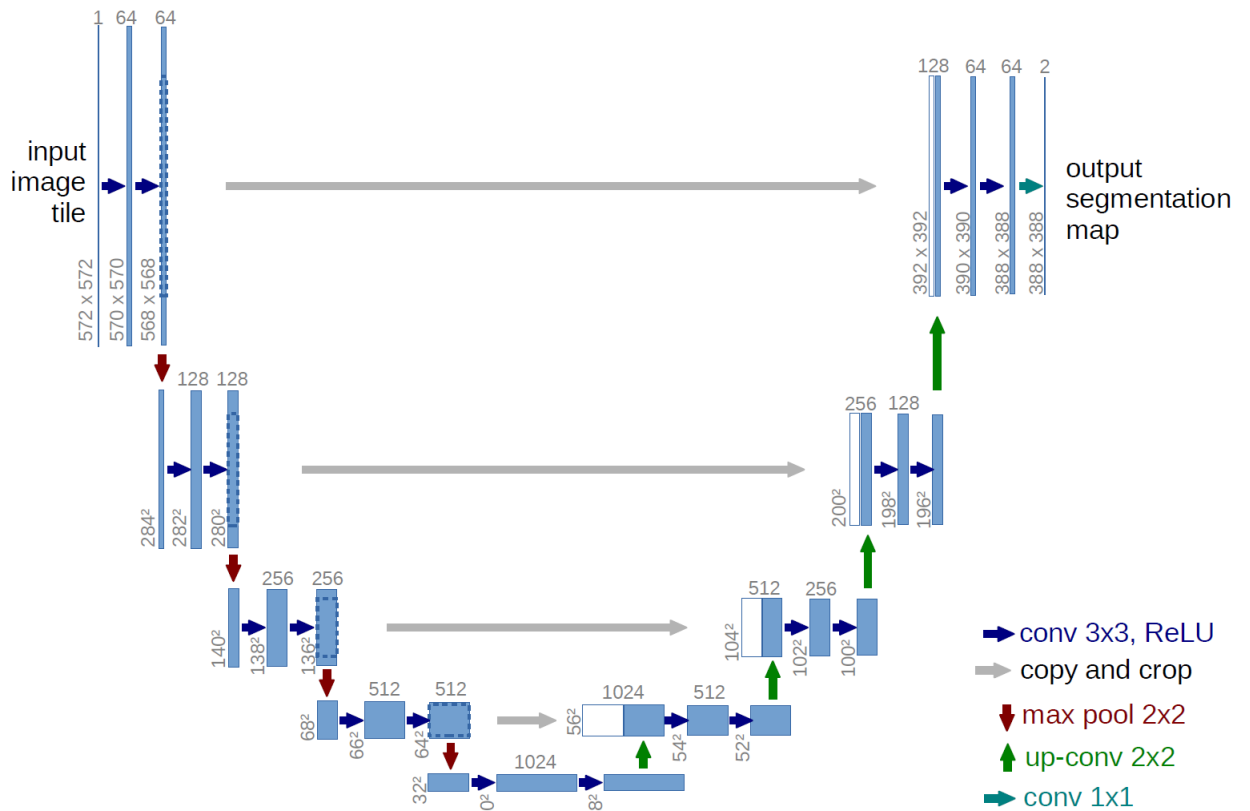 1 64 64
128 64 64 2
input
image
tile
output
segmentation
map
572 x 572
570 x 570
568 x 568
392 x 392
390 x 390
388 x 388
388 x 388
128 128
256 128
284²
282²
280²
200²
198²
196²
256 256
512 256
140²
138²
136²
104²
102²
100²
512 512
1024 512
68²
66²
64²
56²
54²
52²
1024
32²
0²
8²
conv 3x3, ReLU
copy and crop
max pool 2x2
up-conv 2x2
conv 1x1